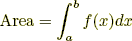 Area = ∫_a^b f(x)dx